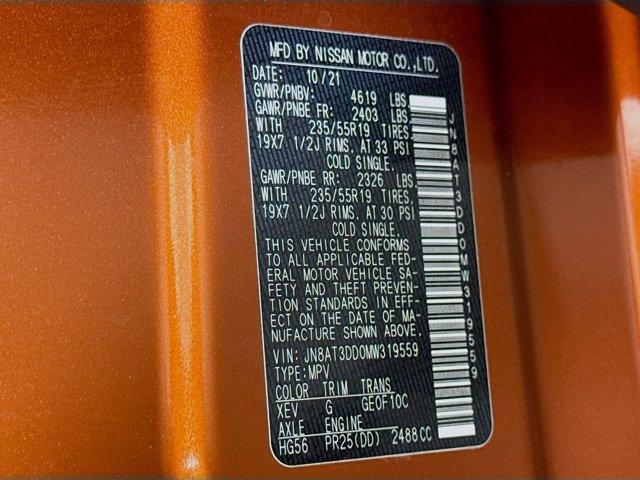 MFD BY NISSAN MOTOR CO.,LTD.
DATE: 10/21
GVWR/PNBV: 4619 LBS
GAWR/PNBE FR: 2403 LBS
WITH 235/55R19 TIRES
19X7 1/2J RIMS. AT 33 PSI
COLD SINGLE.
GAWR/PNBE RR: 2326 LBS
WITH 235/55R19 TIRES
19X7 1/2J RIMS. AT 30 PSI
COLD SINGLE.
THIS VEHICLE CONFORMS
TO ALL APPLICABLE FED-
ERAL MOTOR VEHICLE SA-
FETY AND THEFT PREVEN-
TION STANDARDS IN EFF-
ECT ON THE DATE OF MA-
NUFACTURE SHOWN ABOVE.
VIN: JN8AT3DD0MW319559
TYPE:MPV
COLOR TRIM TRANS
XEV G GEOF10C
AXLE ENGINE
HG56 PR25(DD) 2488CC
JN8AT3DD0MW319559